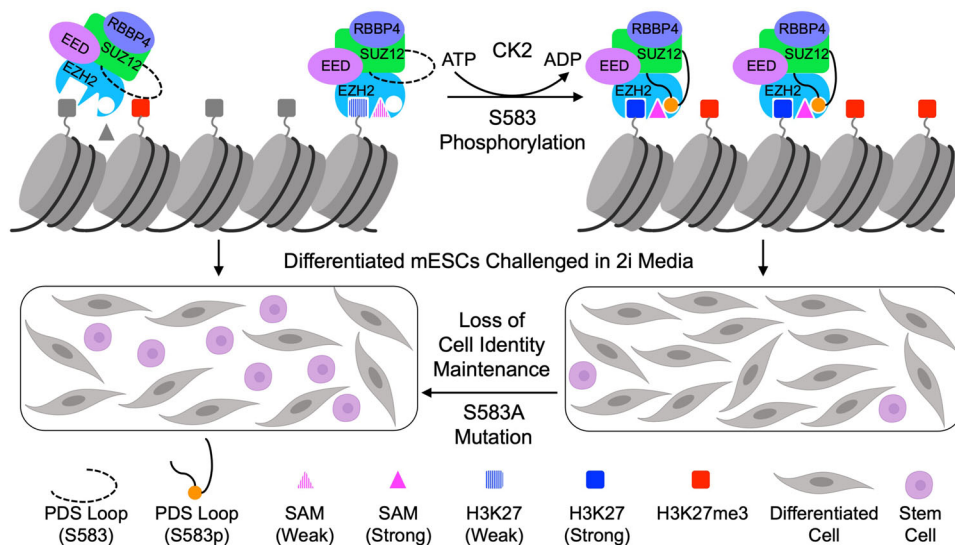 RBBP4
EED
SUZ12
EZH2
RBBP4
EED
SUZ12
EZH2
ATP
CK2
ADP
S583
Phosphorylation
RBBP4
EED
SUZ12
EZH2
RBBP4
EED
SUZ12
EZH2
Differentiated mESCs Challenged in 2i Media
Loss of
Cell Identity
Maintenance
S583A
Mutation
PDS Loop
(S583)
PDS Loop
(S583p)
SAM
(Weak)
SAM
(Strong)
H3K27
(Weak)
H3K27
(Strong)
H3K27me3
Differentiated
Cell
Stem
Cell